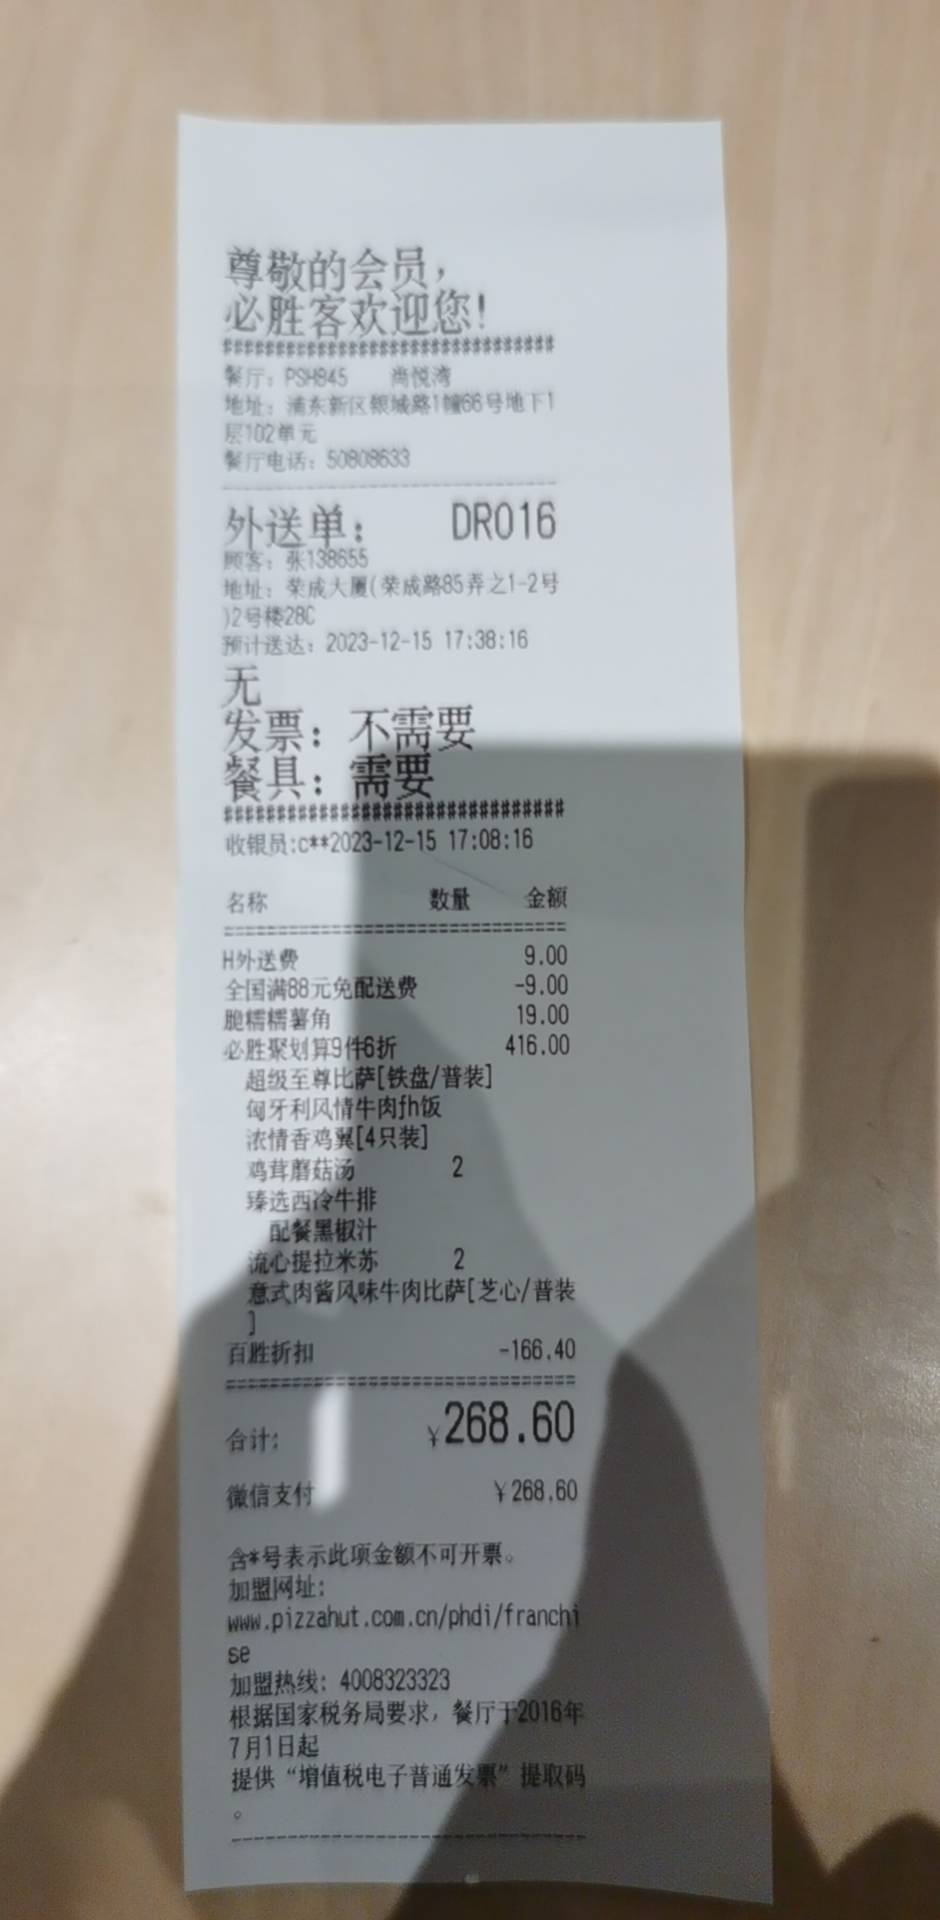 尊敬的会员，
必胜客欢迎您！
################################
餐厅：PSH845 尚悦湾
地址：浦东新区银城路1幢66号地下1
层102单元
餐厅电话：50808633
--------------------------------
外送单： DR016
顾客：张138655
地址：荣成大厦(荣成路85弄之1-2号
)2号楼28C
预计送达：2023-12-15 17:38:16
无
发票：不需要
餐具：需要
################################
收银员:c**2023-12-15 17:08:16
名称 数量 金额
================================
H外送费 9.00
全国满88元免配送费 -9.00
脆糯糯薯角 19.00
必胜聚划算9件6折 416.00
超级至尊比萨[铁盘/普装]
匈牙利风情牛肉fh饭
浓情香鸡翼[4只装]
鸡茸蘑菇汤 2
臻选西冷牛排
配餐黑椒汁
流心提拉米苏 2
意式肉酱风味牛肉比萨[芝心/普装
]
百胜折扣 -166.40
================================
合计: ￥268.60
微信支付 ￥268.60
含*号表示此项金额不可开票。
加盟网址:
www.pizzahut.com.cn/phdi/franchi
se
加盟热线: 4008323323
根据国家税务局要求，餐厅于2016年
7月1日起
提供“增值税电子普通发票”提取码
。
--------------------------------